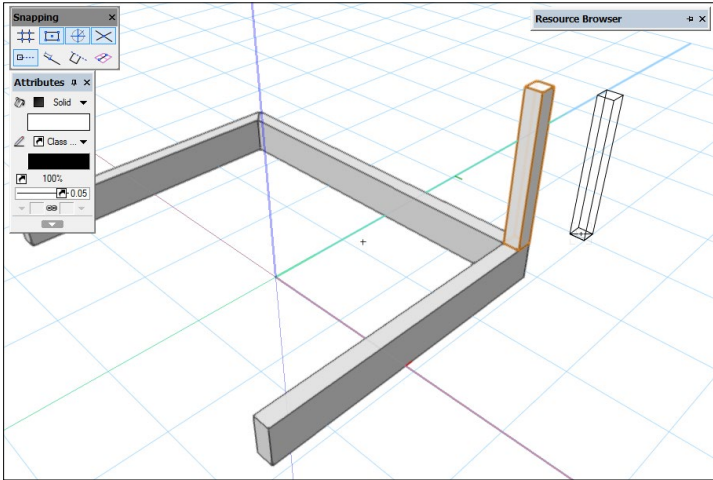 Snapping
Resource Browser
Attributes
Solid
Class ...
100%
0.05